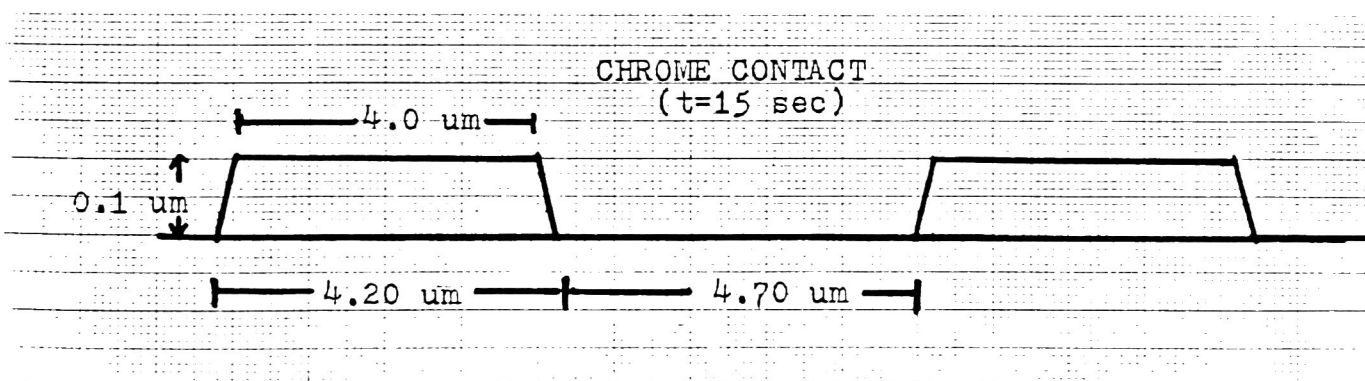 CHROME CONTACT
(t=15 sec)
4.0 um
0.1 um
4.20 um
4.70 um